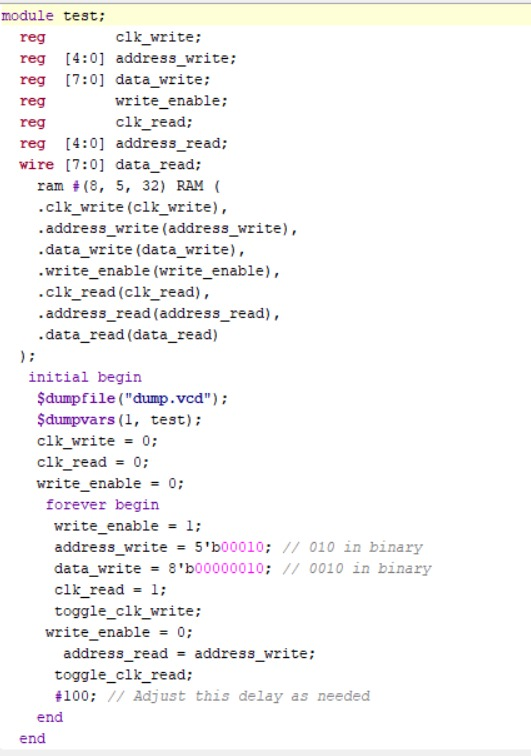 module test;
reg clk_write;
reg [4:0] address_write;
reg [7:0] data_write;
reg write_enable;
reg clk_read;
reg [4:0] address_read;
wire [7:0] data_read;
ram #(8, 5, 32) RAM (
.clk_write(clk_write),
.address_write(address_write),
.data_write(data_write),
.write_enable(write_enable),
.clk_read(clk_read),
.address_read(address_read),
.data_read(data_read)
);
initial begin
$dumpfile("dump.vcd");
$dumpvars(1, test);
clk_write = 0;
clk_read = 0;
write_enable = 0;
forever begin
write_enable = 1;
address_write = 5'b00010; // 010 in binary
data_write = 8'b00000010; // 0010 in binary
clk_read = 1;
toggle_clk_write;
write_enable = 0;
address_read = address_write;
toggle_clk_read;
#100; // Adjust this delay as needed
end
end